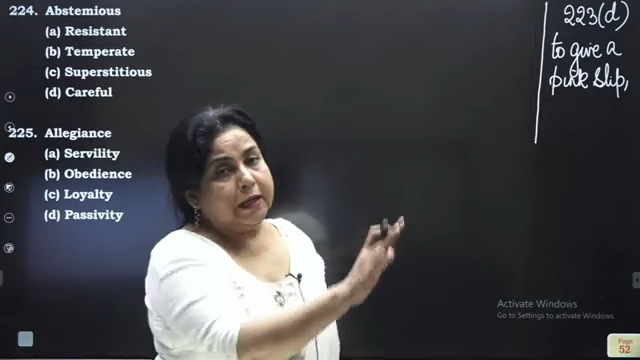 224. Abstemious
(a) Resistant
(b) Temperate
(c) Superstitious
(d) Careful
225. Allegiance
(a) Servility
(b) Obedience
(c) Loyalty
(d) Passivity
223(d)
to give a
pink slip,
Activate Windows
Go to Settings to activate Windows.
Page
52